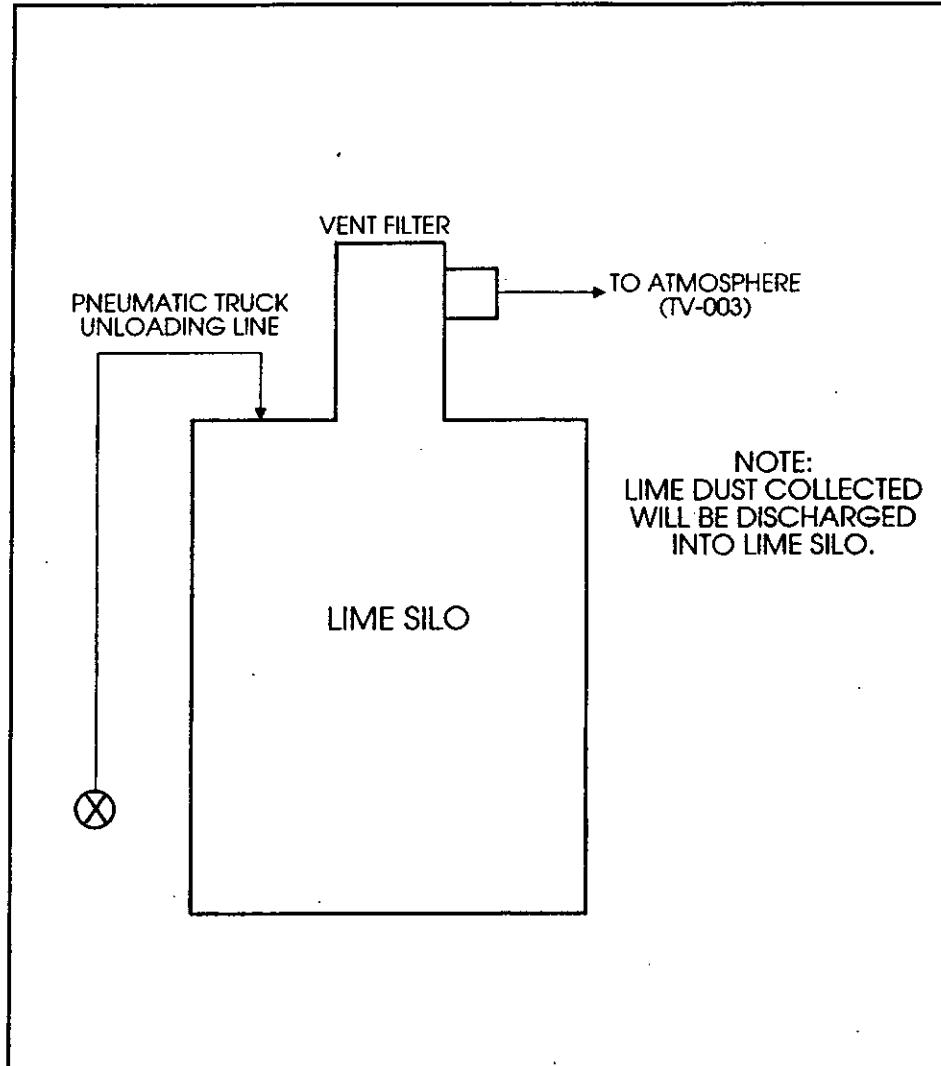 VENT FILTER
TO ATMOSPHERE
(TV-003)
PNEUMATIC TRUCK
UNLOADING LINE
NOTE:
LIME DUST COLLECTED
WILL BE DISCHARGED
INTO LIME SILO.
LIME SILO